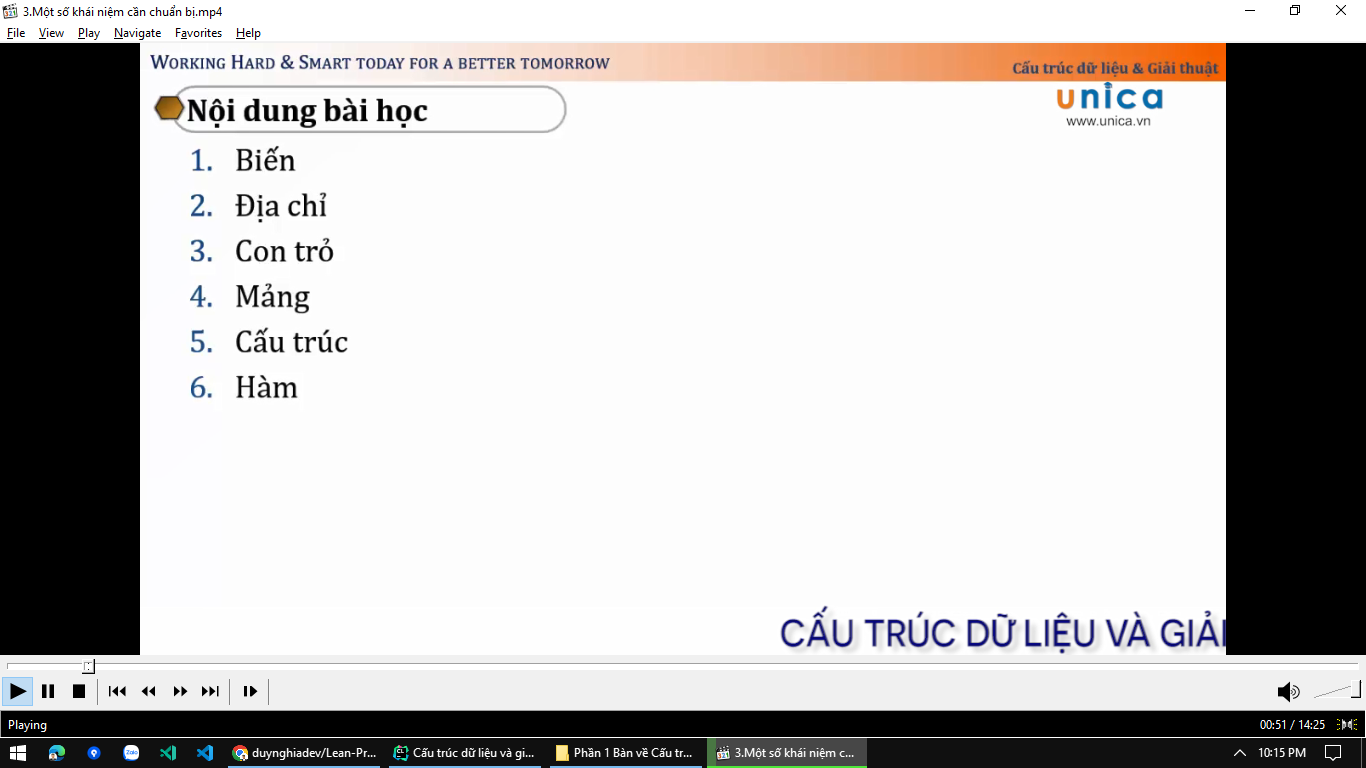 3.Một số khái niệm cần chuẩn bị.mp4
File View Play Navigate Favorites Help
WORKING HARD & SMART TODAY FOR A BETTER TOMORROW
Cấu trúc dữ liệu & Giải thuật
Nội dung bài học
unica
www.unica.vn
1. Biến
2. Địa chỉ
3. Con trỏ
4. Mảng
5. Cấu trúc
6. Hàm
CẤU TRÚC DỮ LIỆU VÀ GIẢI
Playing
00:51 / 14:25
Zalo
duynghiadev/Lean-Pr...
Cấu trúc dữ liệu và gi...
Phần 1 Bàn về Cấu tr...
3.Một số khái niệm c...
10:15 PM